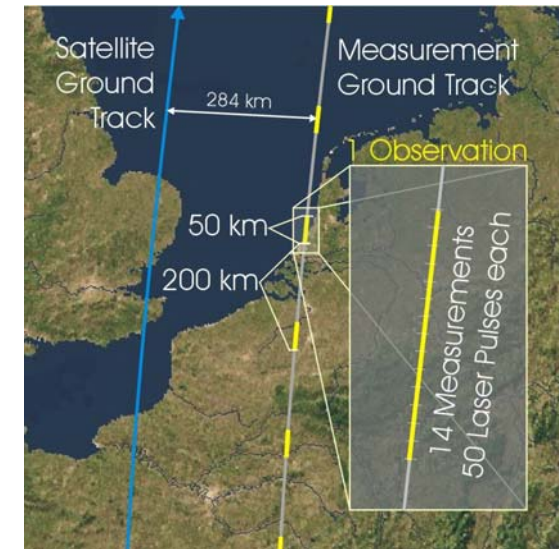 Satellite
Ground
Track
Measurement
Ground Track
284 km
1 Observation
50 km
200 km
14 Measurements
50 Laser Pulses each